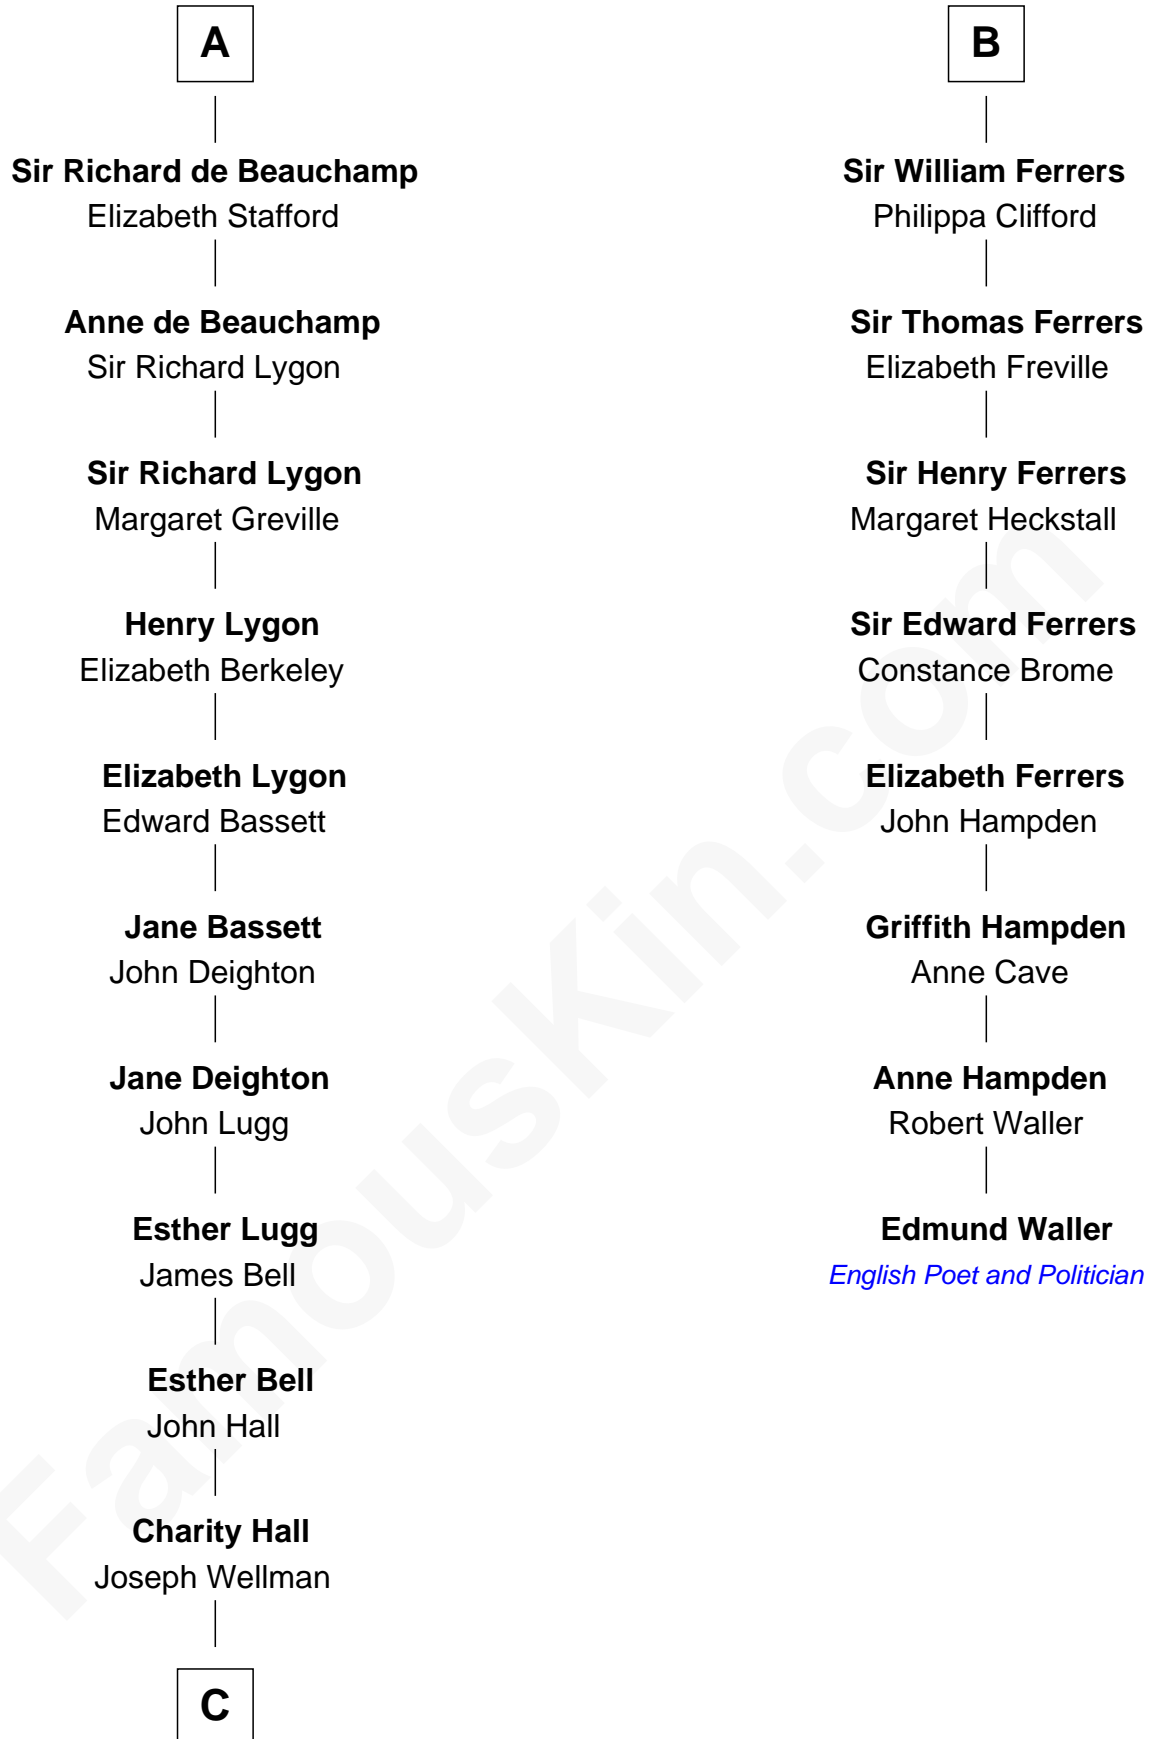 A
Sir Richard de Beauchamp
Elizabeth Stafford
Anne de Beauchamp
Sir Richard Lygon
Sir Richard Lygon
Margaret Greville
Henry Lygon
Elizabeth Berkeley
Elizabeth Lygon
Edward Bassett
Jane Bassett
John Deighton
Jane Deighton
John Lugg
Esther Lugg
James Bell
Esther Bell
John Hall
Charity Hall
Joseph Wellman
C
B
Sir William Ferrers
Philippa Clifford
Sir Thomas Ferrers
Elizabeth Freville
Sir Henry Ferrers
Margaret Heckstall
Sir Edward Ferrers
Constance Brome
Elizabeth Ferrers
John Hampden
Griffith Hampden
Anne Cave
Anne Hampden
Robert Waller
Edmund Waller
English Poet and Politician
FamousKin.com